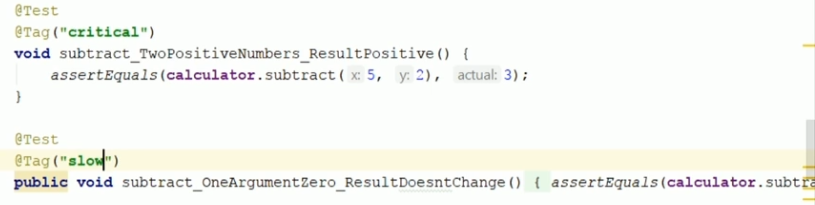 @Test
@Tag("critical")
void subtract_TwoPositiveNumbers_ResultPositive() {
assertEquals(calculator.subtract( x: 5, y: 2), actual: 3);
}
@Test
@Tag("slow")
public void subtract_OneArgumentZero_ResultDoesntChange() { assertEquals(calculator.subtra